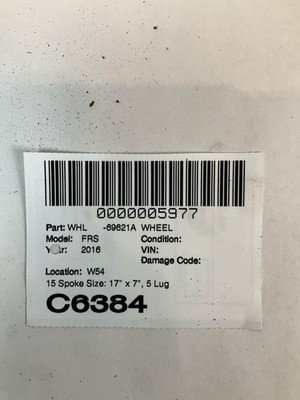 0000005977
Part: WHL -69621A WHEEL
Model: FRS Condition:
Year: 2016 VIN:
Damage Code:
Location: W54
15 Spoke Size: 17" x 7", 5 Lug
C6384